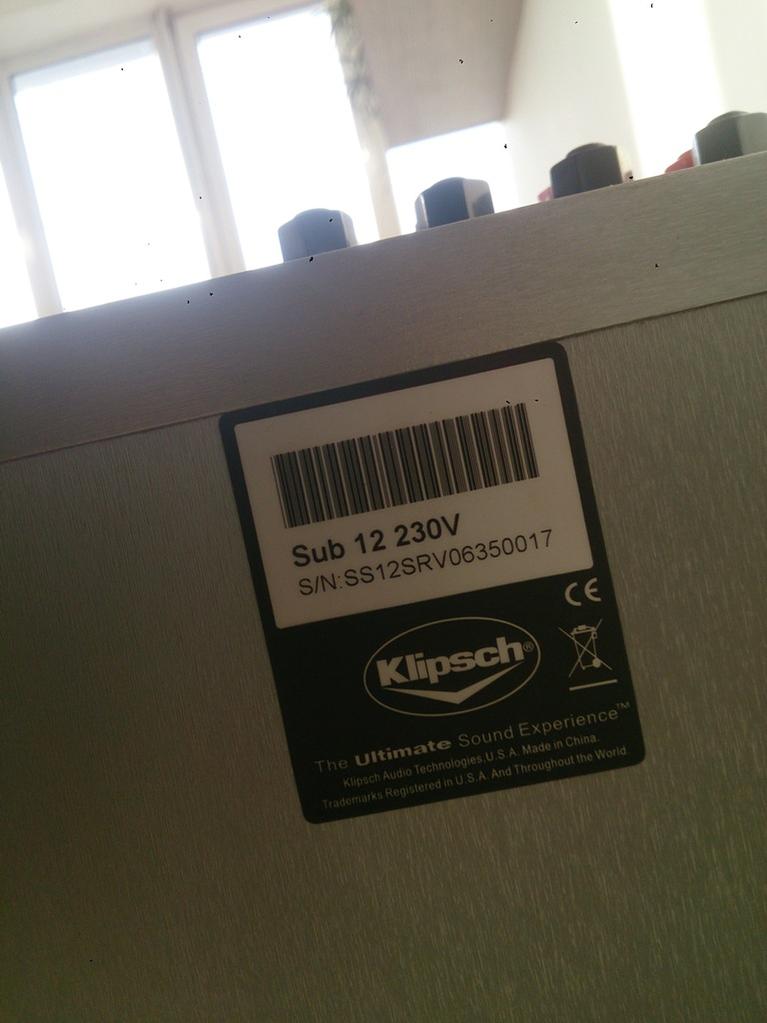 Sub 12 230V
S/N:SS12SRV06350017
CE
Klipsch®
The Ultimate Sound Experience™
Klipsch Audio Technologies,U.S.A. Made in China.
Trademarks Registered in U.S.A. And Throughout the World.